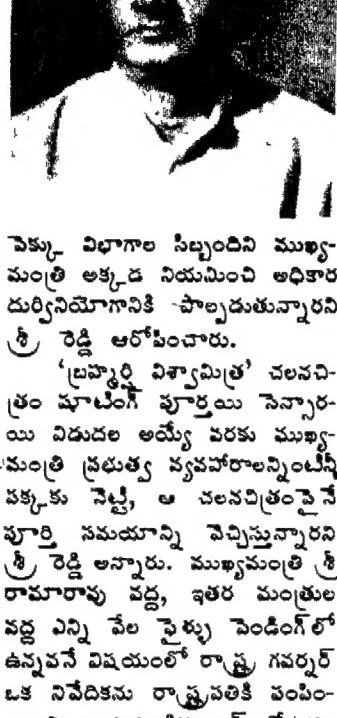 పెక్కు విభాగాల సిబ్బందిని ముఖ్య-
మంత్రి అక్కడ నియమించి అధికార
దుర్వినియోగానికి పాల్పడుతున్నారని
శ్రీ రెడ్డి ఆరోపించారు.
'బ్రహ్మర్షి విశ్వామిత్ర' చలనచి-
త్రం షూటింగ్ పూర్తయి సెన్సార-
యి విడుదల అయ్యే వరకు ముఖ్య-
మంత్రి ప్రభుత్వ వ్యవహారాలన్నింటినీ
పక్కకు నెట్టి, ఆ చలనచిత్రంపైనే
పూర్తి సమయాన్ని వెచ్చిస్తున్నారని
శ్రీ రెడ్డి అన్నారు. ముఖ్యమంత్రి శ్రీ
రామారావు వద్ద, ఇతర మంత్రుల
వద్ద ఎన్ని వేల ఫైళ్ళు పెండింగ్‌లో
ఉన్నవనే విషయంలో రాష్ట్ర గవర్నర్
ఒక నివేదికను రాష్ట్రపతికి పంపిం-